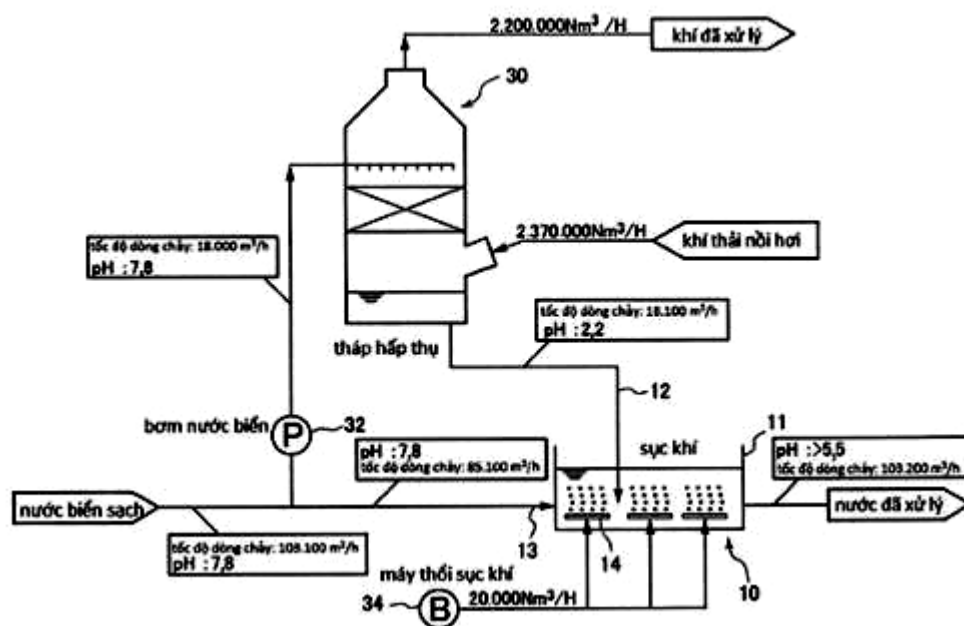 2.200.000Nm³ /H
khí đã xử lý
30
tốc độ dòng chảy: 18.000 m³/h
pH : 7,8
2.370.000Nm³/H
khí thải nồi hơi
tốc độ dòng chảy: 18.100 m³/h
pH : 2,2
tháp hấp thụ
12
bơm nước biển
P
32
11
pH : 7,8
tốc độ dòng chảy: 85.100 m³/h
sục khí
pH :>5,5
tốc độ dòng chảy: 103.200 m³/h
nước biển sạch
nước đã xử lý
13
14
tốc độ dòng chảy: 103.100 m³/h
pH : 7,8
máy thổi sục khí
10
34
B
20.000Nm³/H